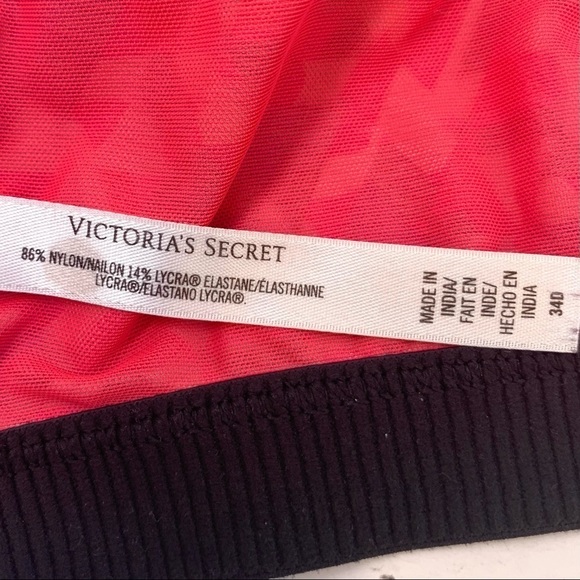 VICTORIA'S SECRET
86% NYLON/NAILON 14% LYCRA® ELASTANE/ÉLASTHANNE
LYCRA®/ELASTANO LYCRA®
MADE IN
INDIA/
FAIT EN
INDE/
HECHO EN
INDIA
34D